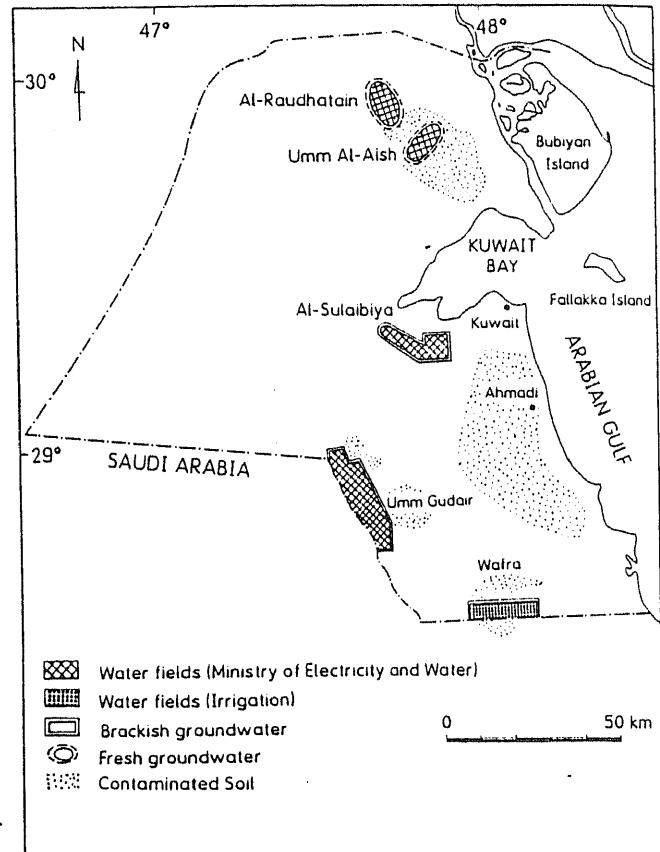 47
48°
N
30°
Al-Raudhatain
Umm Al-Aish
Bubiyan
Island
KUWAIT
BAY
Fallakka Island
Al-Sulaibiya
Kuwait
ARABIAN GULF
Ahmadi
29°
SAUDI ARABIA
Umm Gudair
Wafra
Water fields (Ministry of Electricity and Water)
Water fields (Irrigation)
Brackish groundwater
0 50 km
Fresh groundwater
Contaminated Soil